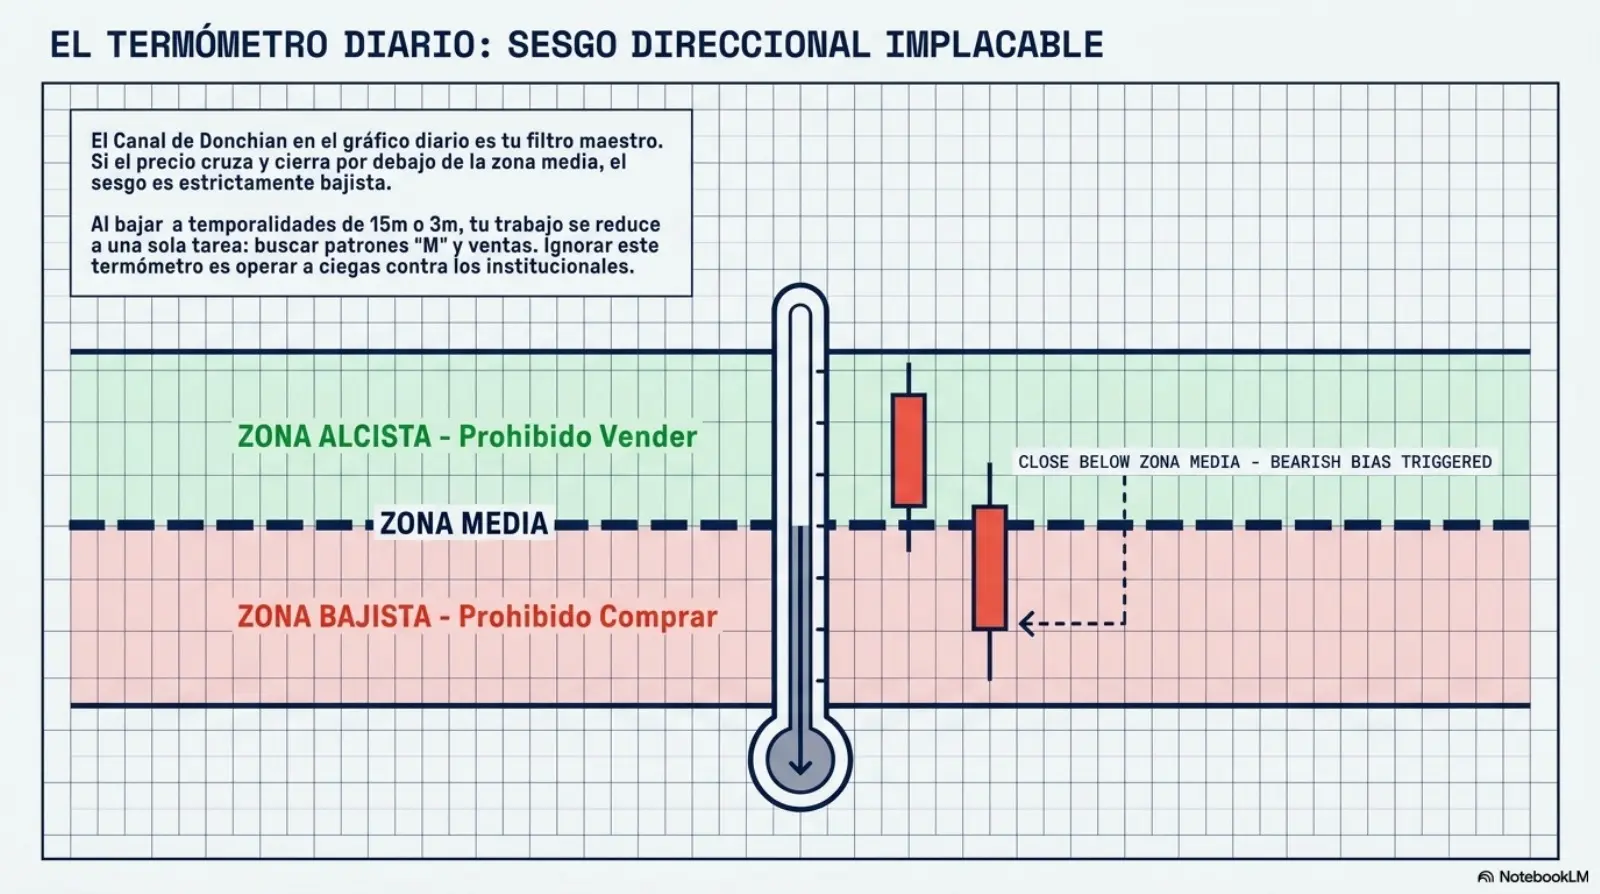 EL TERMÓMETRO DIARIO: SESGO DIRECCIONAL IMPLACABLE
El Canal de Donchian en el gráfico diario es tu filtro maestro.
Si el precio cruza y cierra por debajo de la zona media, el
sesgo es estrictamente bajista.
Al bajar a temporalidades de 15m o 3m, tu trabajo se reduce
a una sola tarea: buscar patrones "M" y ventas. Ignorar este
termómetro es operar a ciegas contra los institucionales.
ZONA ALCISTA - Prohibido Vender
CLOSE BELOW ZONA MEDIA - BEARISH BIAS TRIGGERED
ZONA MEDIA
ZONA BAJISTA - Prohibido Comprar
NotebookLM